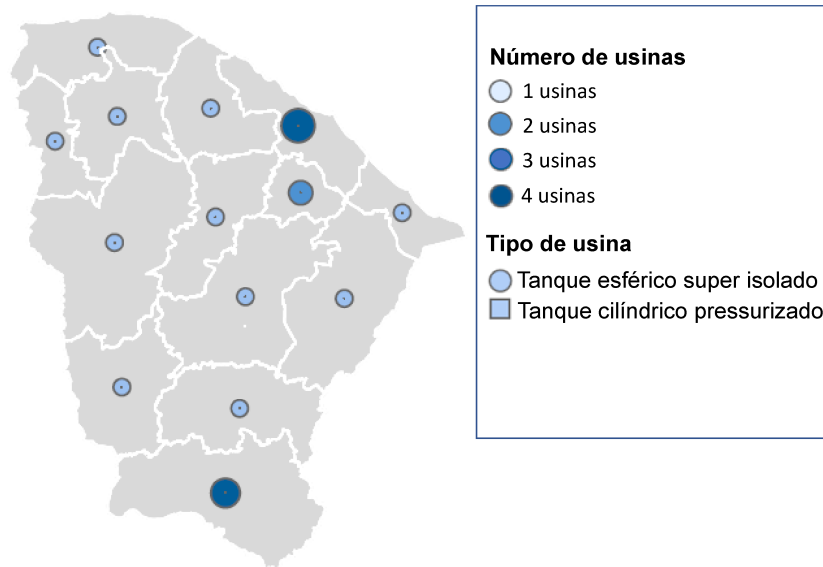 Número de usinas
1 usinas
2 usinas
3 usinas
4 usinas
Tipo de usina
Tanque esférico super isolado
Tanque cilíndrico pressurizado